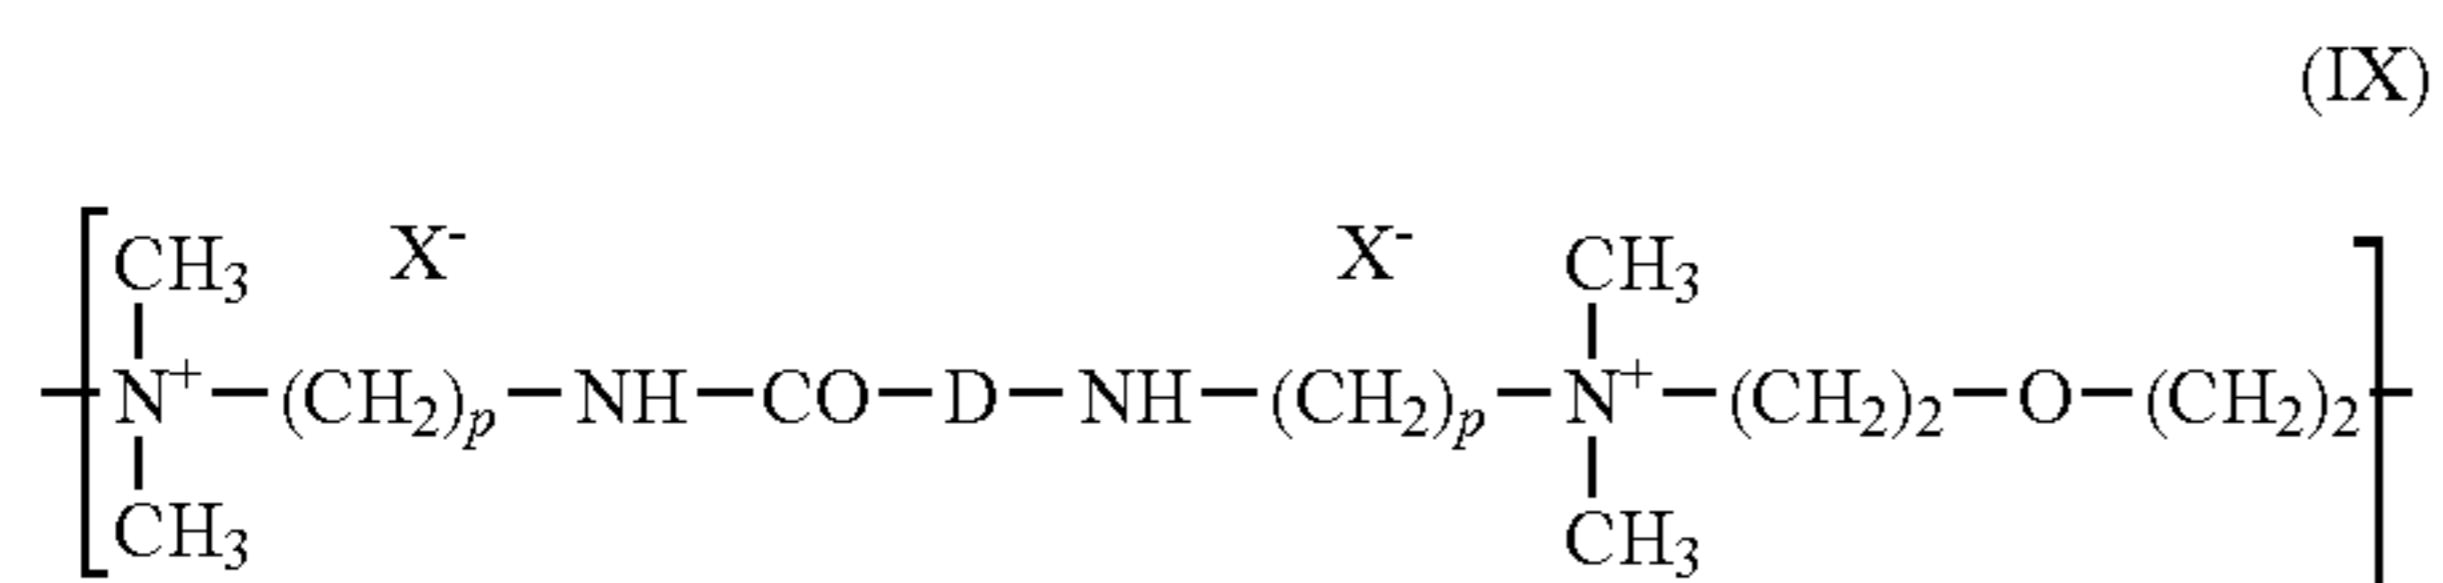 (IX)
CH₃ X⁻ X⁻ CH₃
N⁺—(CH₂)ₚ—NH—CO—D—NH—(CH₂)ₚ—N⁺—(CH₂)₂—O—(CH₂)₂
CH₃ CH₃